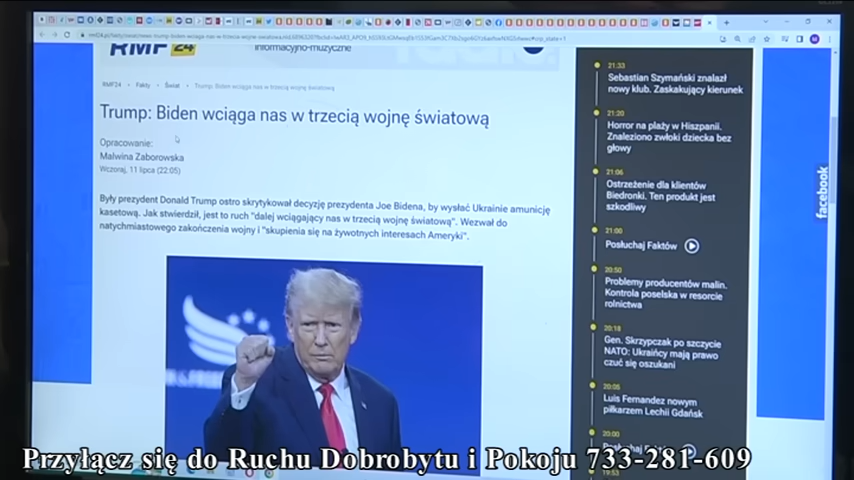 RMF 24
informacyjno-muzyczne
RMF24 › Fakty › Świat › Trump: Biden wciąga nas w trzecią wojnę światową
Trump: Biden wciąga nas w trzecią wojnę światową
Opracowanie:
Malwina Zaborowska
Wczoraj, 11 lipca (22:05)
Były prezydent Donald Trump ostro skrytykował decyzję prezydenta Joe Bidena, by wysłać Ukrainie amunicję
kasetową. Jak stwierdził, jest to ruch "dalej wciągający nas w trzecią wojnę światową". Wezwał do
natychmiastowego zakończenia wojny i "skupienia się na żywotnych interesach Ameryki".
21:33
Sebastian Szymański znalazł
nowy klub. Zaskakujący kierunek
21:20
Horror na plaży w Hiszpanii.
Znaleziono zwłoki dziecka bez
głowy
21:06
Ostrzeżenie dla klientów
Biedronki. Ten produkt jest
szkodliwy
21:00
Posłuchaj Faktów
20:50
Problemy producentów malin.
Kontrola poselska w resorcie
rolnictwa
20:18
Gen. Skrzypczak po szczycie
NATO: Ukraińcy mają prawo
czuć się oszukani
20:05
Luis Fernandez nowym
piłkarzem Lechii Gdańsk
20:00
Posłuchaj
19:53
facebook
Przyłącz się do Ruchu Dobrobytu i Pokoju 733-281-609